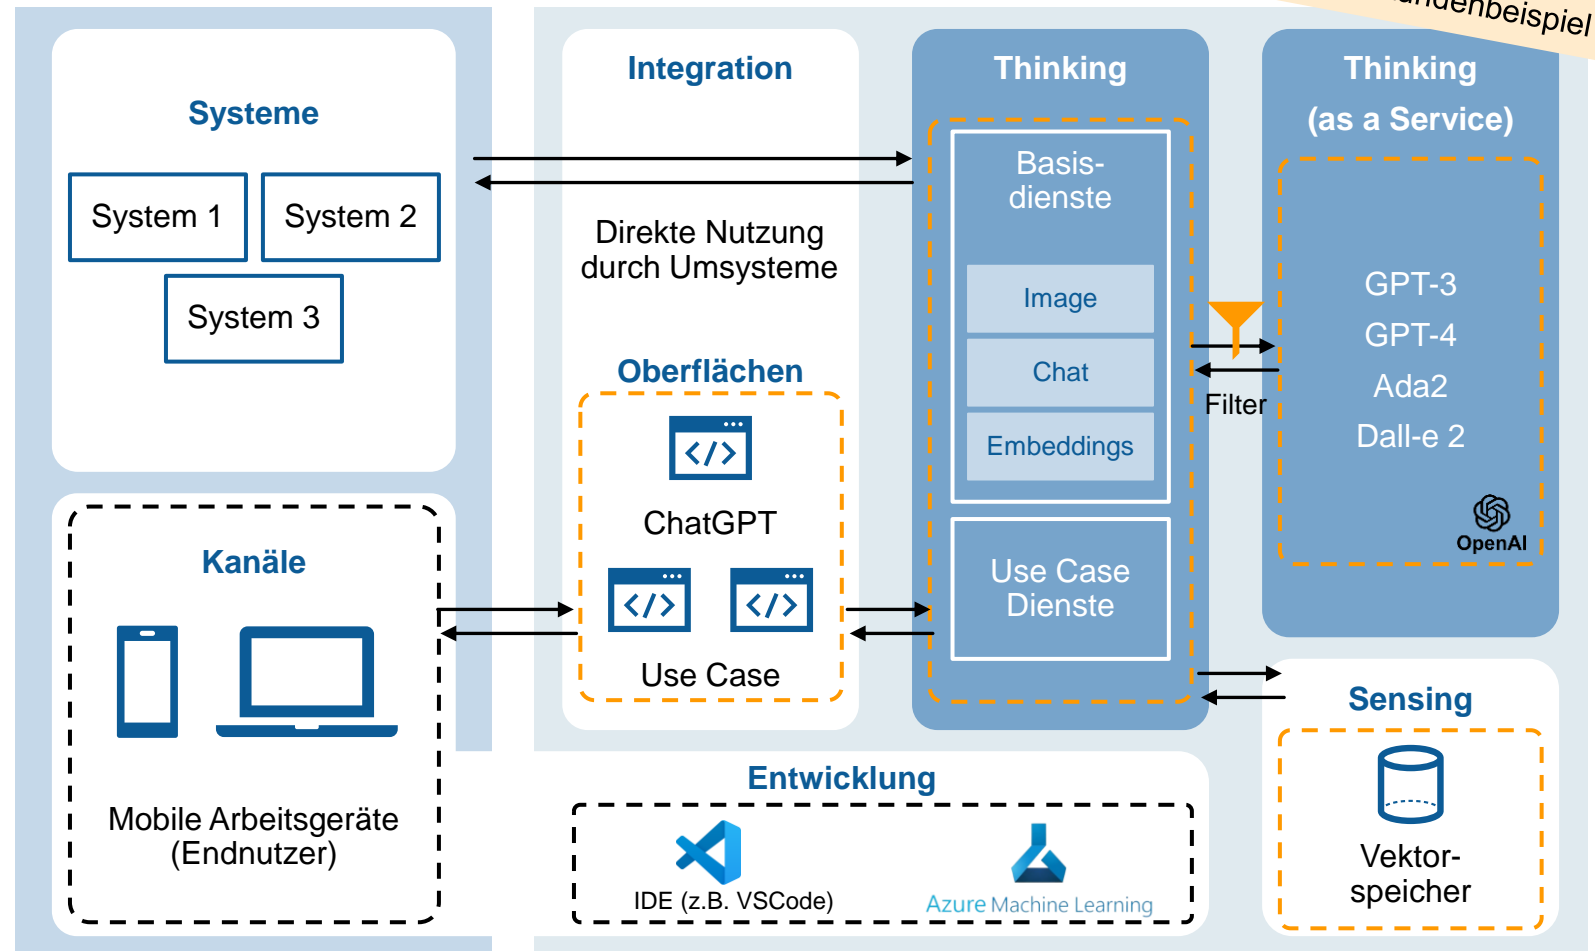 Systeme
System 1
System 2
System 3
Kanäle
Mobile Arbeitsgeräte
(Endnutzer)
Integration
Direkte Nutzung
durch Umsysteme
Oberflächen
</>
ChatGPT
</>
</>
Use Case
Thinking
Basis-
dienste
Image
Chat
Embeddings
Use Case
Dienste
Filter
Thinking
(as a Service)
GPT-3
GPT-4
Ada2
Dall-e 2
OpenAI
Sensing
Vektor-
speicher
Entwicklung
IDE (z.B. VSCode)
Azure Machine Learning